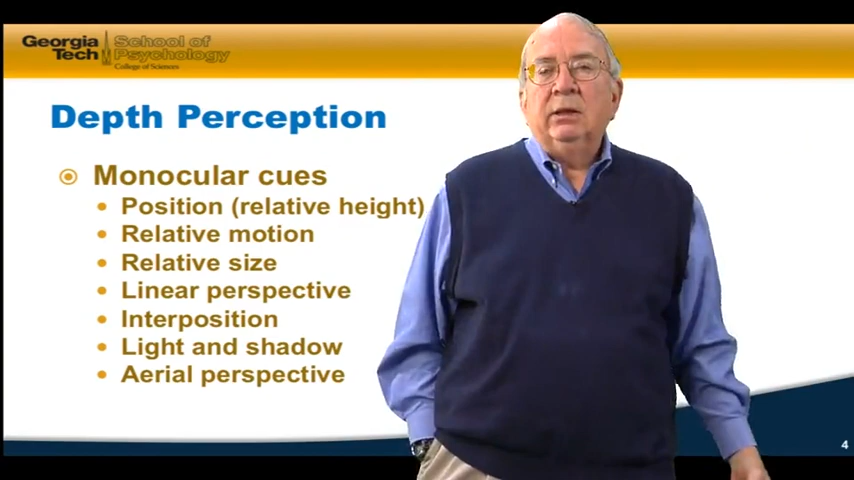 Georgia Tech
School of Psychology
College of Sciences
Depth Perception
Monocular cues
Position (relative height)
Relative motion
Relative size
Linear perspective
Interposition
Light and shadow
Aerial perspective
4